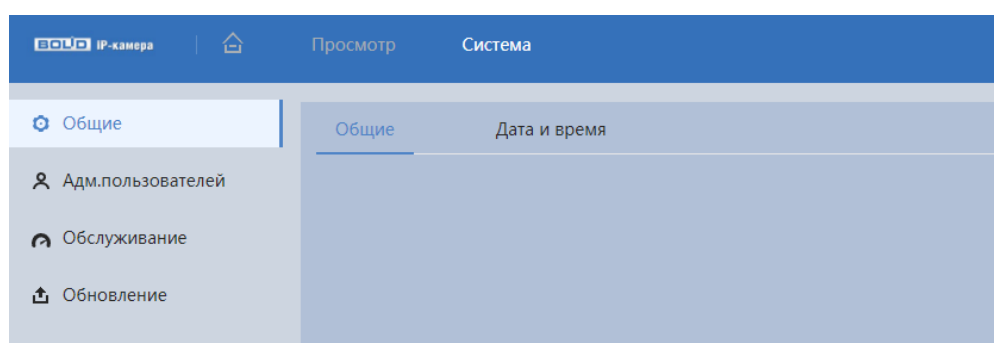 BOLID IP-камера Просмотр Система
Общие
Адм.пользователей
Обслуживание
Обновление
Общие Дата и время